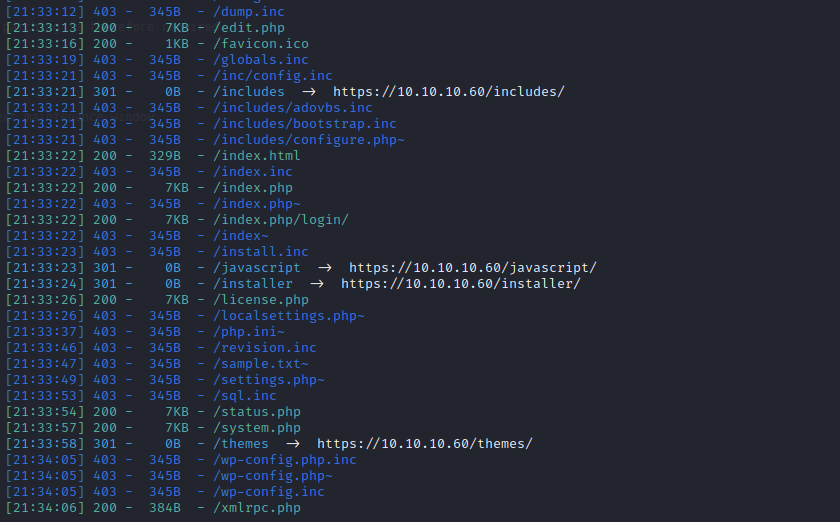 [21:33:12] 403 - 345B - /dump.inc
[21:33:13] 200 - 7KB - /edit.php
[21:33:16] 200 - 1KB - /favicon.ico
[21:33:19] 403 - 345B - /globals.inc
[21:33:21] 403 - 345B - /inc/config.inc
[21:33:21] 301 - 0B - /includes → https://10.10.10.60/includes/
[21:33:21] 403 - 345B - /includes/adovbs.inc
[21:33:21] 403 - 345B - /includes/bootstrap.inc
[21:33:21] 403 - 345B - /includes/configure.php~
[21:33:22] 200 - 329B - /index.html
[21:33:22] 403 - 345B - /index.inc
[21:33:22] 200 - 7KB - /index.php
[21:33:22] 403 - 345B - /index.php~
[21:33:22] 200 - 7KB - /index.php/login/
[21:33:22] 403 - 345B - /index~
[21:33:23] 403 - 345B - /install.inc
[21:33:23] 301 - 0B - /javascript → https://10.10.10.60/javascript/
[21:33:24] 301 - 0B - /installer → https://10.10.10.60/installer/
[21:33:26] 200 - 7KB - /license.php
[21:33:26] 403 - 345B - /localsettings.php~
[21:33:37] 403 - 345B - /php.ini~
[21:33:46] 403 - 345B - /revision.inc
[21:33:47] 403 - 345B - /sample.txt~
[21:33:49] 403 - 345B - /settings.php~
[21:33:53] 403 - 345B - /sql.inc
[21:33:54] 200 - 7KB - /status.php
[21:33:57] 200 - 7KB - /system.php
[21:33:58] 301 - 0B - /themes → https://10.10.10.60/themes/
[21:34:05] 403 - 345B - /wp-config.php.inc
[21:34:05] 403 - 345B - /wp-config.php~
[21:34:05] 403 - 345B - /wp-config.inc
[21:34:06] 200 - 384B - /xmlrpc.php